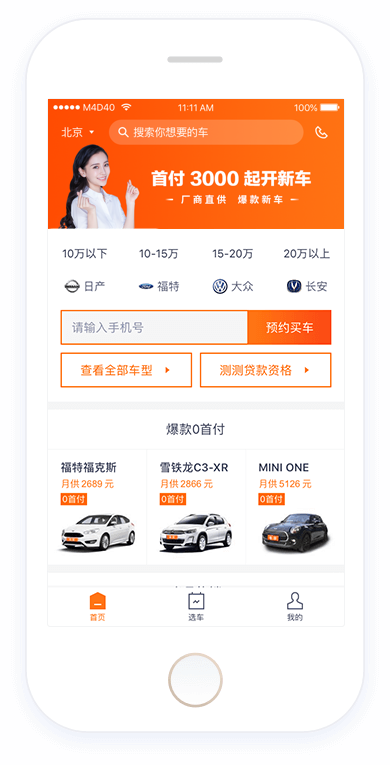 M4D40 11:11 AM 100%
北京 搜索你想要的车
首付 3000 起开新车
厂商直供 爆款新车
10万以下 10-15万 15-20万 20万以上
日产 福特 大众 长安
请输入手机号 预约买车
查看全部车型 测测贷款资格
爆款0首付
福特福克斯 雪铁龙C3-XR MINI ONE
月供 2689 元 月供 2866 元 月供 5126 元
0首付 0首付 0首付
首页 选车 我的